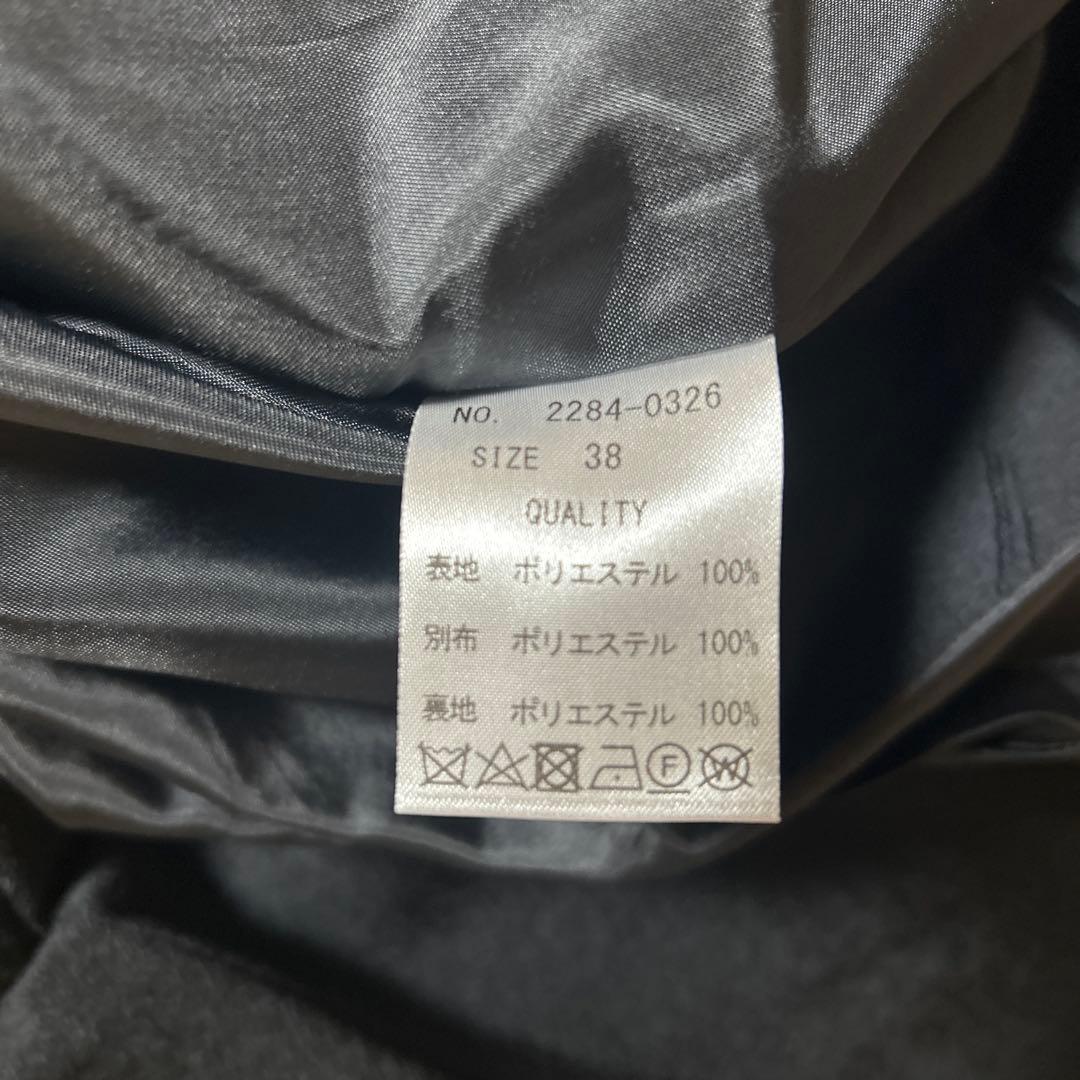 NO. 2284-0326
SIZE 38
QUALITY
表地 ポリエステル 100%
別布 ポリエステル 100%
裏地 ポリエステル 100%
F W